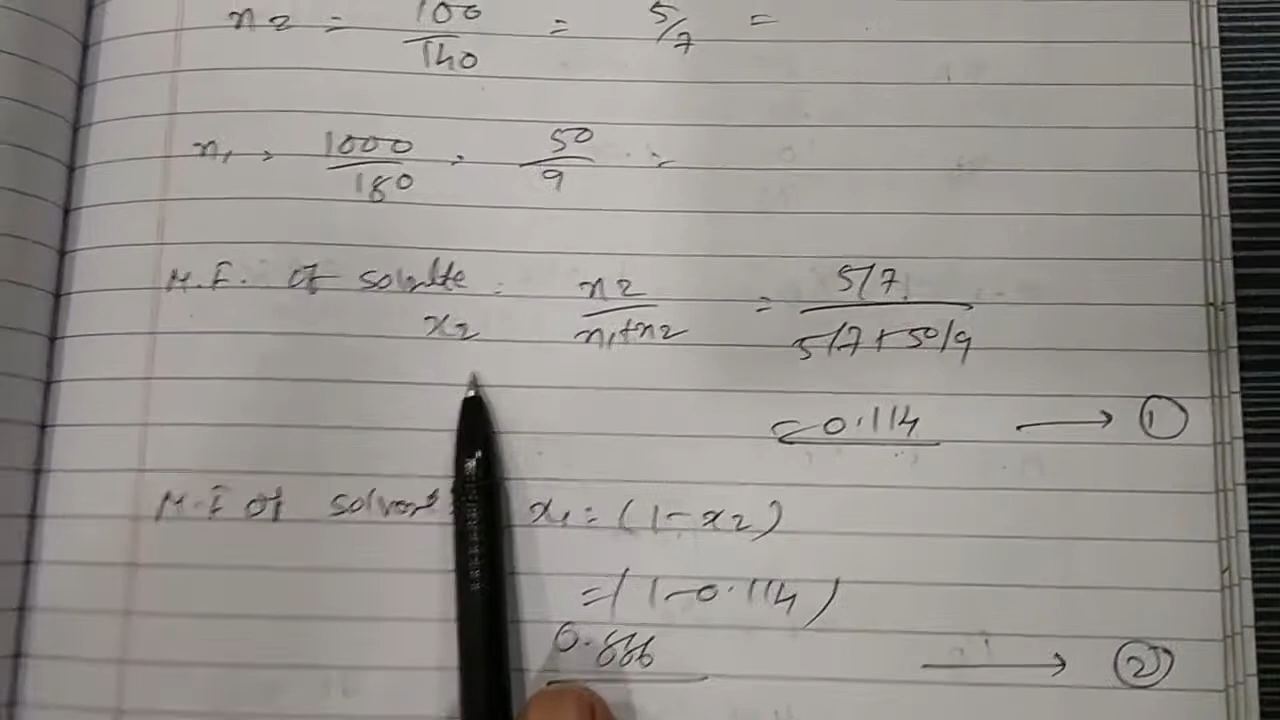 n2 = 100/140 = 5/7 =
n1 = 1000/180 = 50/9 =
M.F. of solute x2 = n2/n1+n2 = 5/7/5/7+50/9
= 0.114 → ①
M.F of solvent x1 = (1-x2)
= (1-0.114)
0.886 → ②